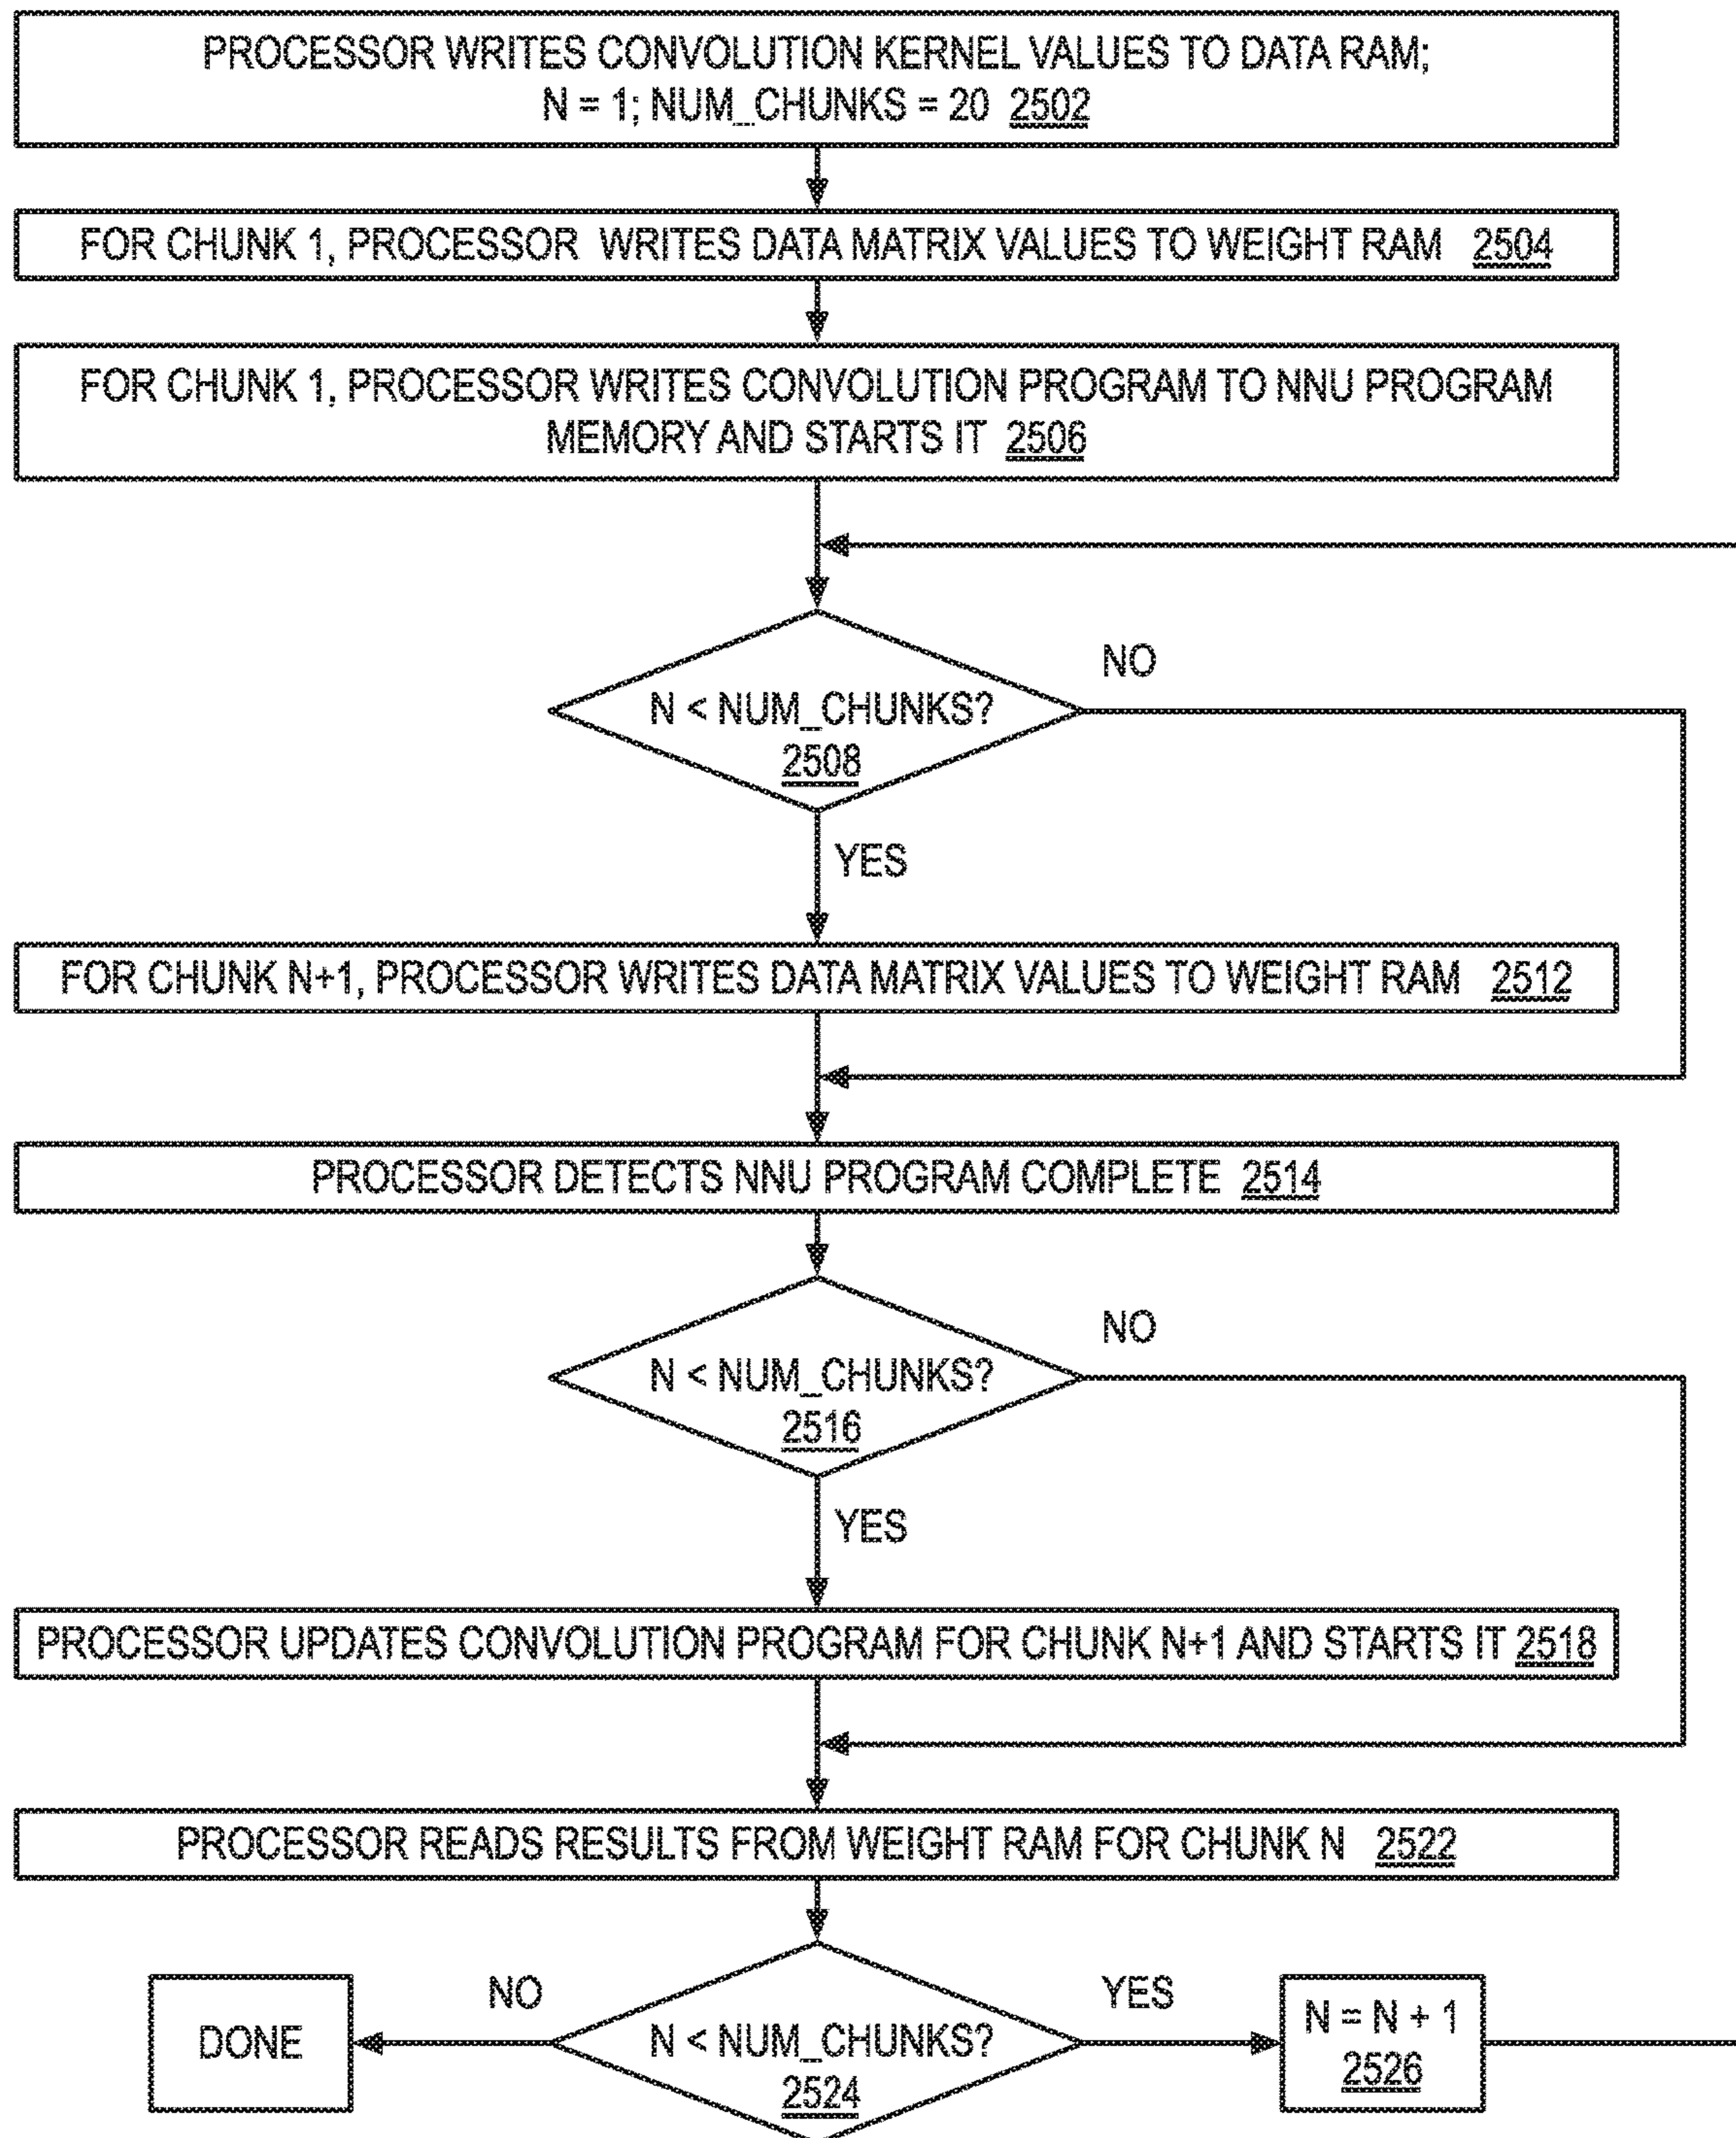 PROCESSOR WRITES CONVOLUTION KERNEL VALUES TO DATA RAM;
N = 1; NUM_CHUNKS = 20 2502
FOR CHUNK 1, PROCESSOR WRITES DATA MATRIX VALUES TO WEIGHT RAM 2504
FOR CHUNK 1, PROCESSOR WRITES CONVOLUTION PROGRAM TO NNU PROGRAM
MEMORY AND STARTS IT 2506
NO
N < NUM_CHUNKS?
2508
YES
FOR CHUNK N+1, PROCESSOR WRITES DATA MATRIX VALUES TO WEIGHT RAM 2512
PROCESSOR DETECTS NNU PROGRAM COMPLETE 2514
NO
N < NUM_CHUNKS?
2516
YES
PROCESSOR UPDATES CONVOLUTION PROGRAM FOR CHUNK N+1 AND STARTS IT 2518
PROCESSOR READS RESULTS FROM WEIGHT RAM FOR CHUNK N 2522
NO
YES
DONE
N < NUM_CHUNKS?
2524
N = N + 1
2526